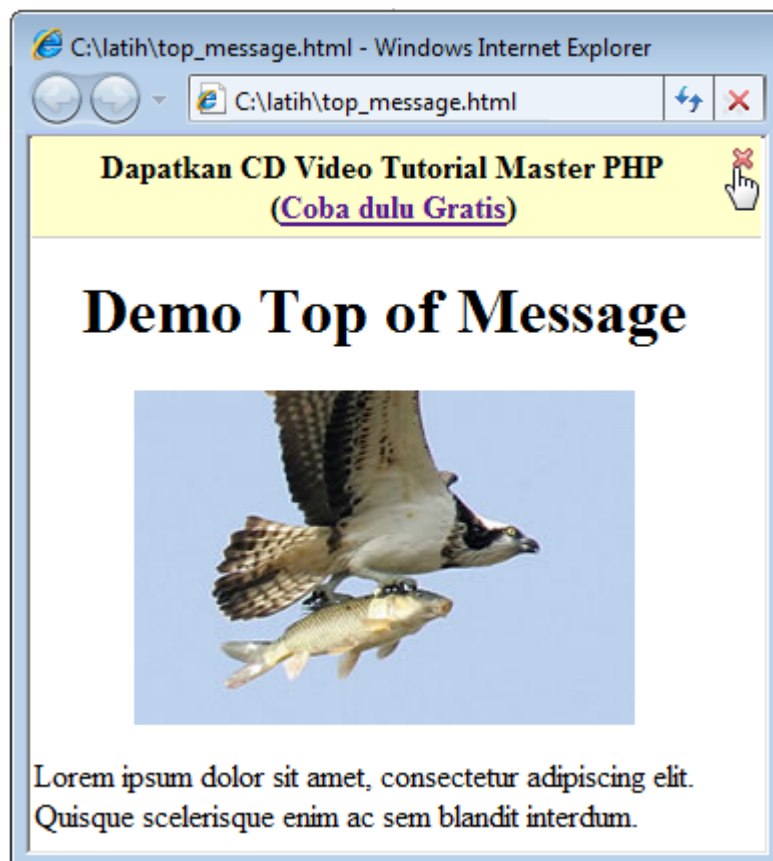 C:\latih\top_message.html - Windows Internet Explorer
C:\latih\top_message.html
Dapatkan CD Video Tutorial Master PHP
(Coba dulu Gratis)
Demo Top of Message
Lorem ipsum dolor sit amet, consectetur adipiscing elit.
Quisque scelerisque enim ac sem blandit interdum.